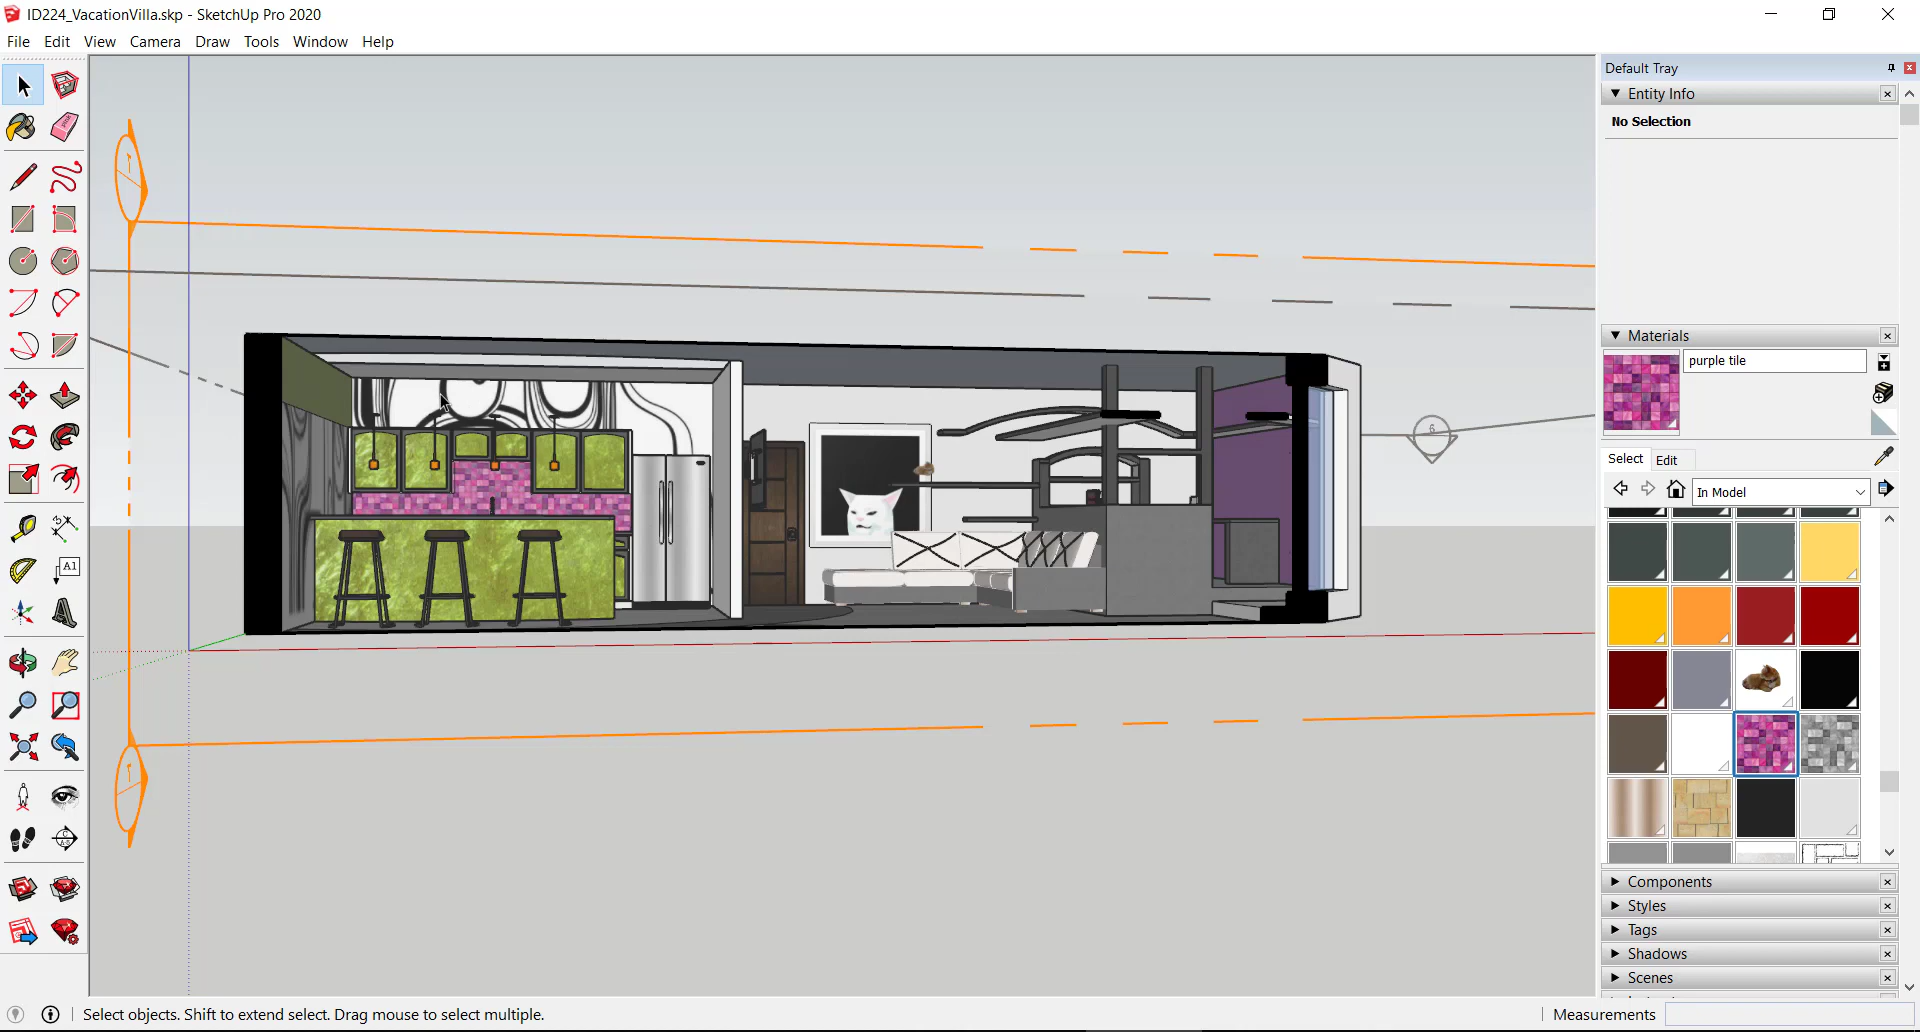 ID224_VacationVilla.skp - SketchUp Pro 2020
File Edit View Camera Draw Tools Window Help
Default Tray
Entity Info
No Selection
Materials
purple tile
Select Edit
In Model
6
A1
Components
Styles
Tags
Shadows
Scenes
Select objects. Shift to extend select. Drag mouse to select multiple.
Measurements